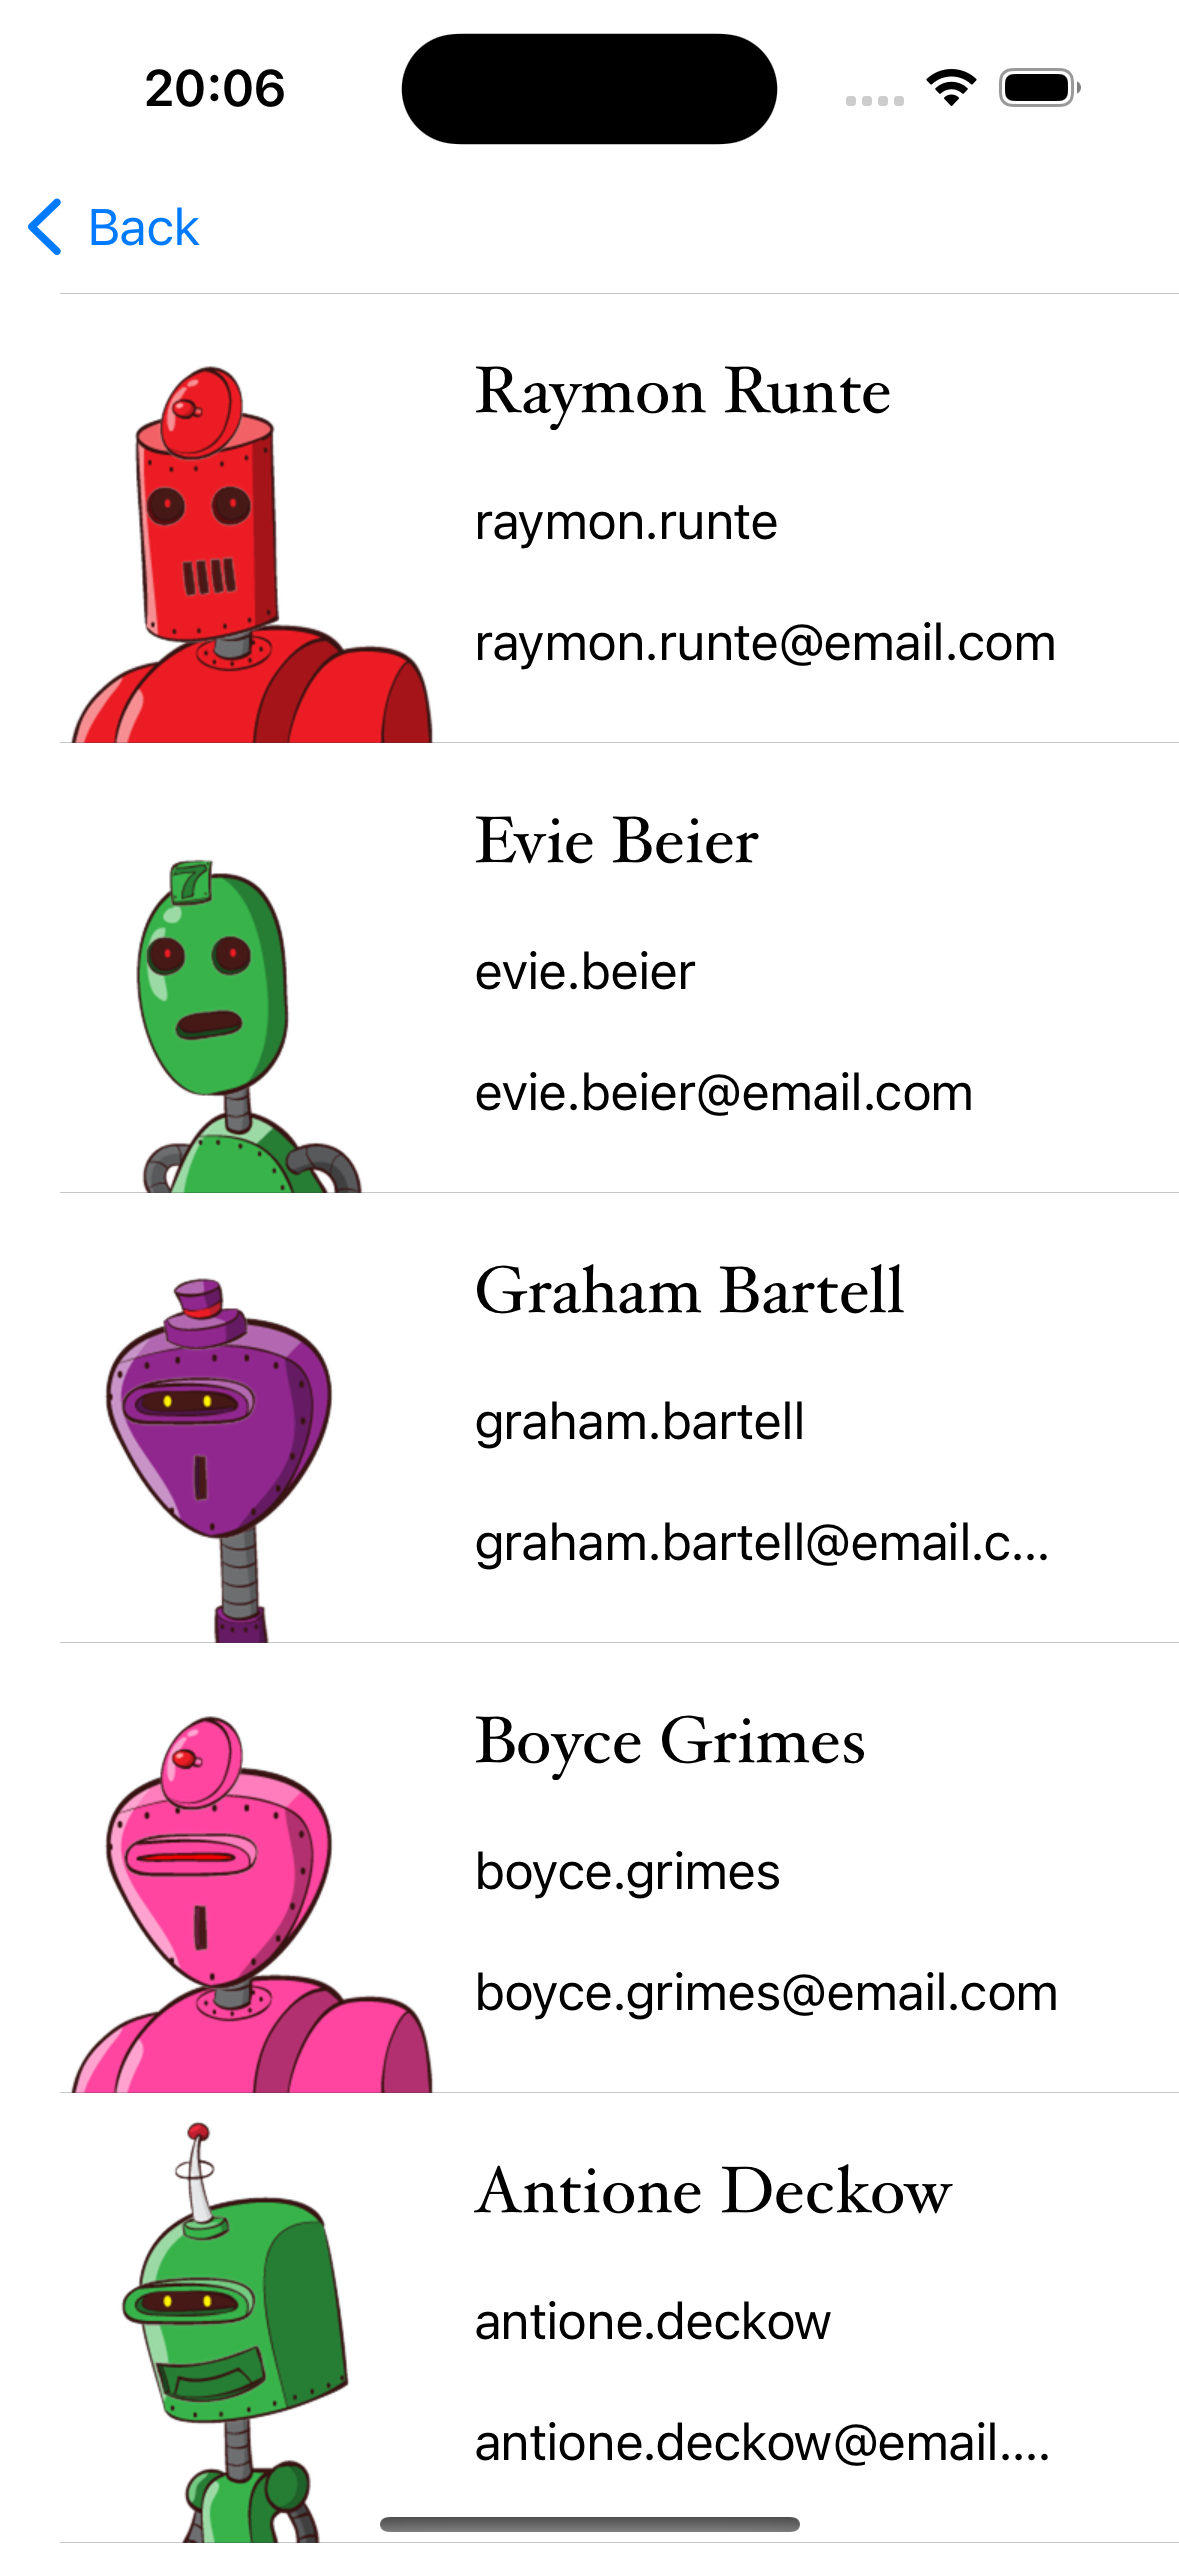 20:06
Back
Raymon Runte
raymon.runte
raymon.runte@email.com
7
Evie Beier
evie.beier
evie.beier@email.com
Graham Bartell
graham.bartell
graham.bartell@email.c...
Boyce Grimes
boyce.grimes
boyce.grimes@email.com
Antione Deckow
antione.deckow
antione.deckow@email....